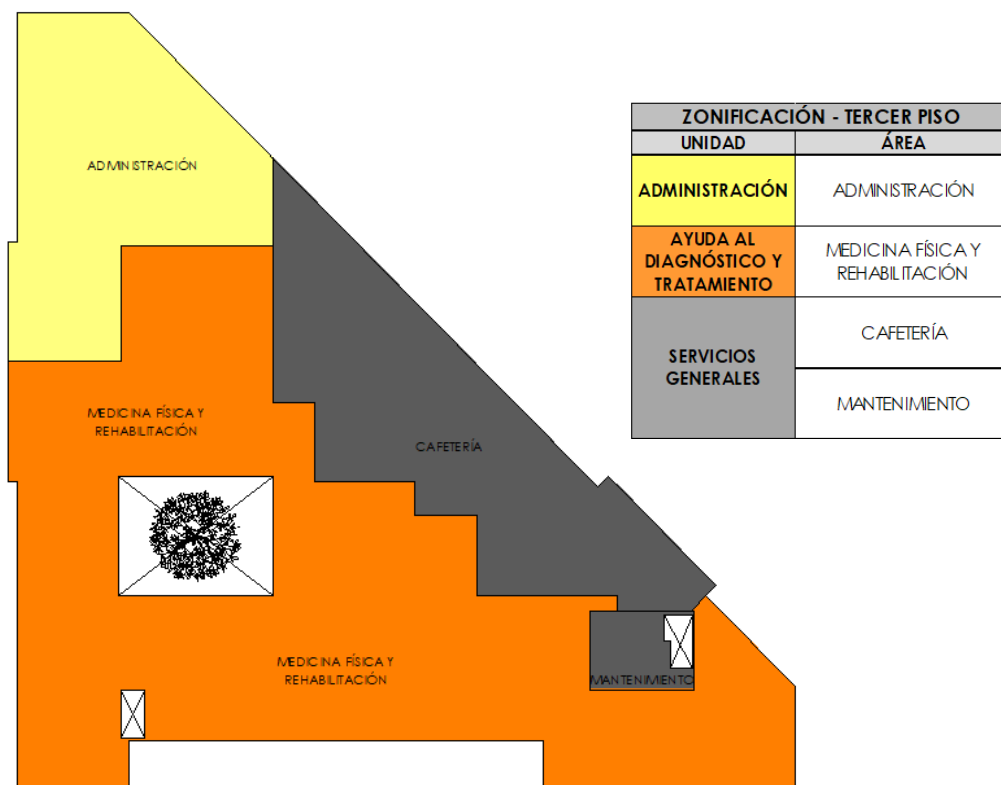 ADMINISTRACIÓN
MEDICINA FÍSICA Y
REHABILITACIÓN
CAFETERÍA
MEDICINA FÍSICA Y
REHABILITACIÓN
MANTENIMIENTO
ZONIFICACIÓN - TERCER PISO
UNIDAD
ÁREA
ADMINISTRACIÓN
ADMINISTRACIÓN
AYUDA AL
DIAGNÓSTICO Y
TRATAMIENTO
MEDICINA FÍSICA Y
REHABILITACIÓN
SERVICIOS
GENERALES
CAFETERÍA
MANTENIMIENTO